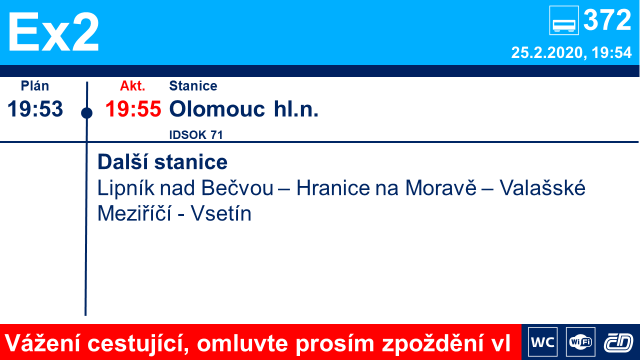 Ex2
372
25.2.2020, 19:54
Plán
Akt.
Stanice
19:53
19:55
Olomouc hl.n.
IDSOK 71
Další stanice
Lipník nad Bečvou – Hranice na Moravě – Valašské
Meziříčí - Vsetín
Vážení cestující, omluvte prosím zpoždění vl
WC
WiFi
ČD